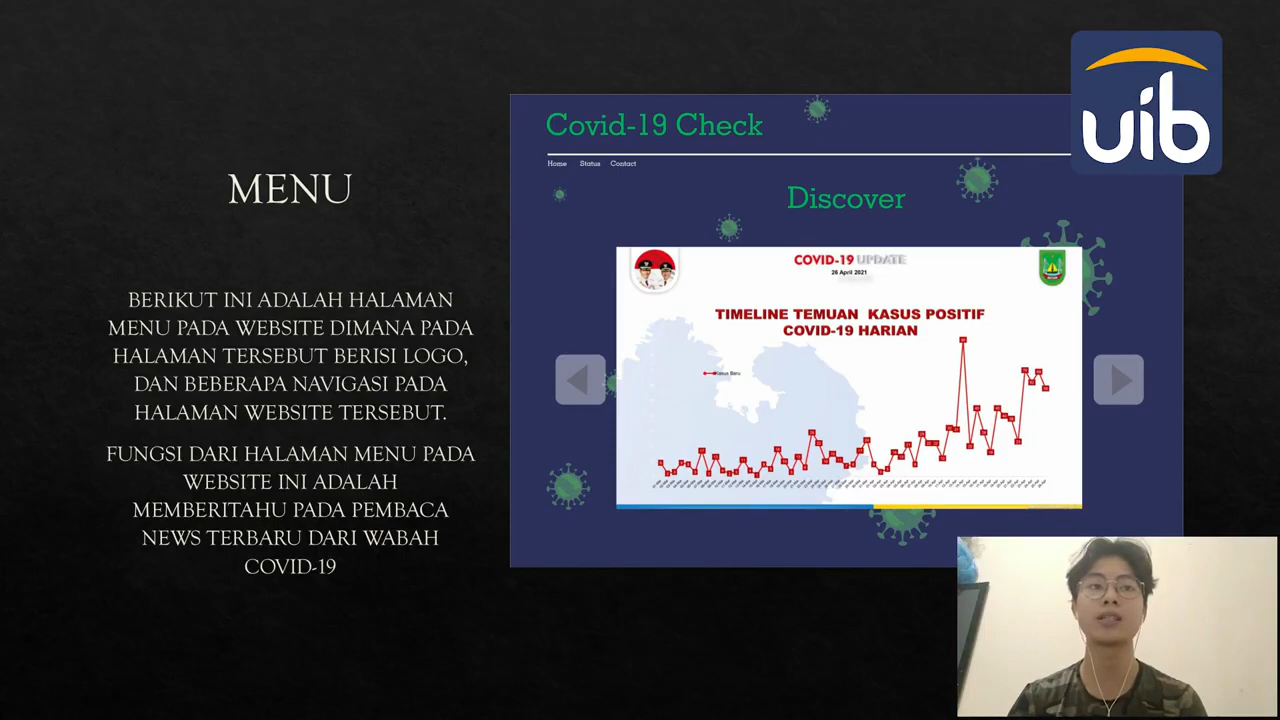 MENU
BERIKUT INI ADALAH HALAMAN
MENU PADA WEBSITE DIMANA PADA
HALAMAN TERSEBUT BERISI LOGO,
DAN BEBERAPA NAVIGASI PADA
HALAMAN WEBSITE TERSEBUT.
FUNGSI DARI HALAMAN MENU PADA
WEBSITE INI ADALAH
MEMBERITAHU PADA PEMBACA
NEWS TERBARU DARI WABAH
COVID-19
Covid-19 Check
Home Status Contact
Discover
COVID-19 UPDATE
26 April 2021
TIMELINE TEMUAN KASUS POSITIF
COVID-19 HARIAN
Kasus Baru
uib